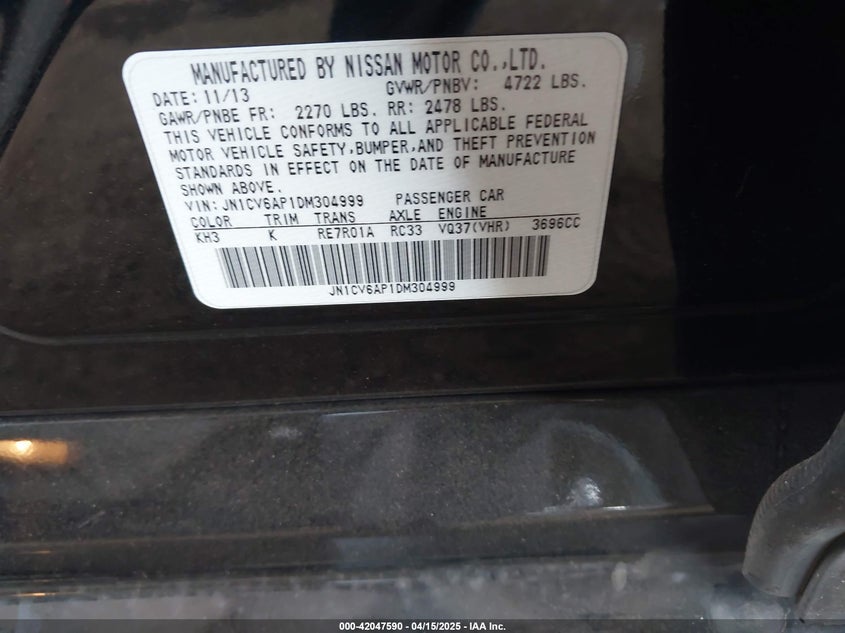 MANUFACTURED BY NISSAN MOTOR CO.,LTD.
DATE: 11/13 GVWR/PNBV: 4722 LBS.
GAWR/PNBE FR: 2270 LBS. RR: 2478 LBS.
THIS VEHICLE CONFORMS TO ALL APPLICABLE FEDERAL
MOTOR VEHICLE SAFETY,BUMPER,AND THEFT PREVENTION
STANDARDS IN EFFECT ON THE DATE OF MANUFACTURE
SHOWN ABOVE.
VIN: JN1CV6AP1DM304999 PASSENGER CAR
COLOR TRIM TRANS AXLE ENGINE
KH3 K RE7R01A RC33 VQ37(VHR) 3696CC
JN1CV6AP1DM304999
000-42047590 - 04/15/2025 - IAA Inc.